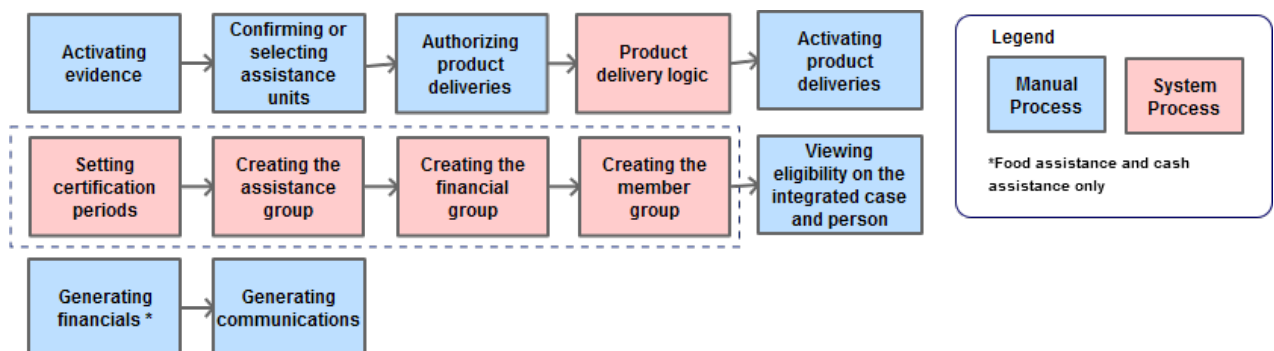 Activating
evidence
Confirming or
selecting
assistance
units
Authorizing
product
deliveries
Product
delivery logic
Activating
product
deliveries
Legend
Manual
Process
System
Process
*Food assistance and cash
assistance only
Setting
certification
periods
Creating the
assistance
group
Creating the
financial
group
Creating the
member
group
Viewing
eligibility on the
integrated case
and person
Generating
financials *
Generating
communications